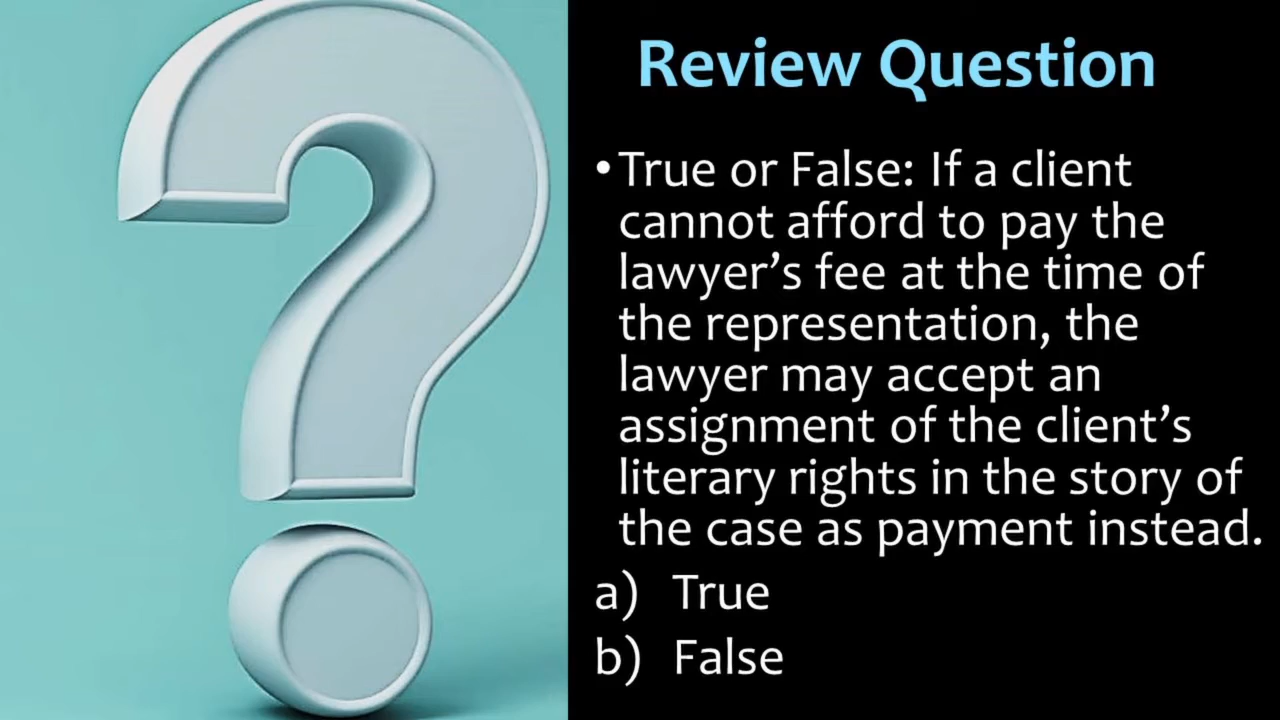 Review Question
•True or False: If a client
cannot afford to pay the
lawyer’s fee at the time of
the representation, the
lawyer may accept an
assignment of the client’s
literary rights in the story of
the case as payment instead.
a) True
b) False